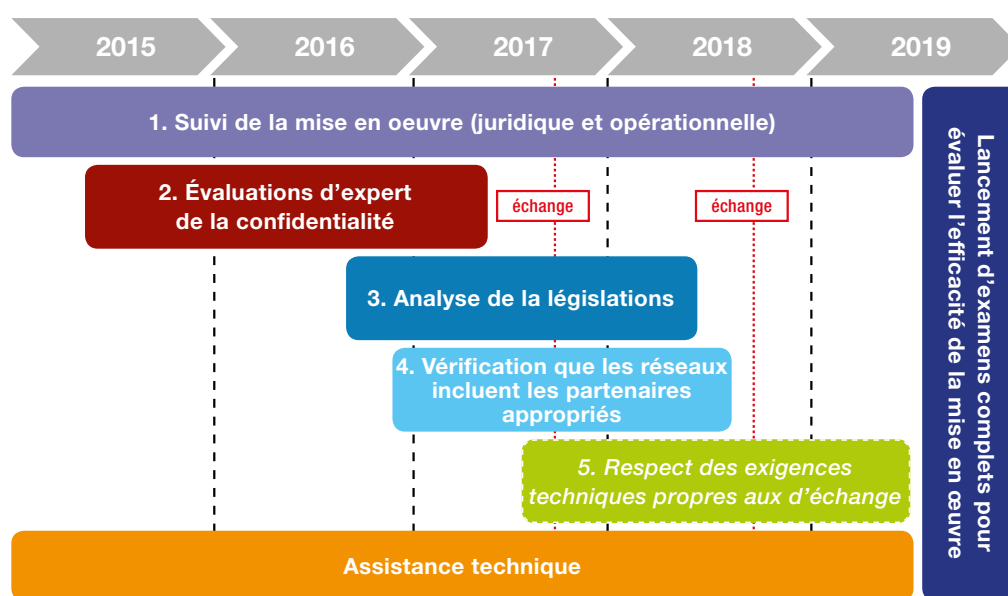 2015
2016
2017
2018
2019
1. Suivi de la mise en oeuvre (juridique et opérationnelle)
2. Évaluations d'expert
de la confidentialité
échange
échange
3. Analyse de la législations
4. Vérification que les réseaux
incluent les partenaires
appropriés
5. Respect des exigences
techniques propres aux d'échange
Assistance technique
Lancement d'examens complets pour
évaluer l'efficacité de la mise en œuvre